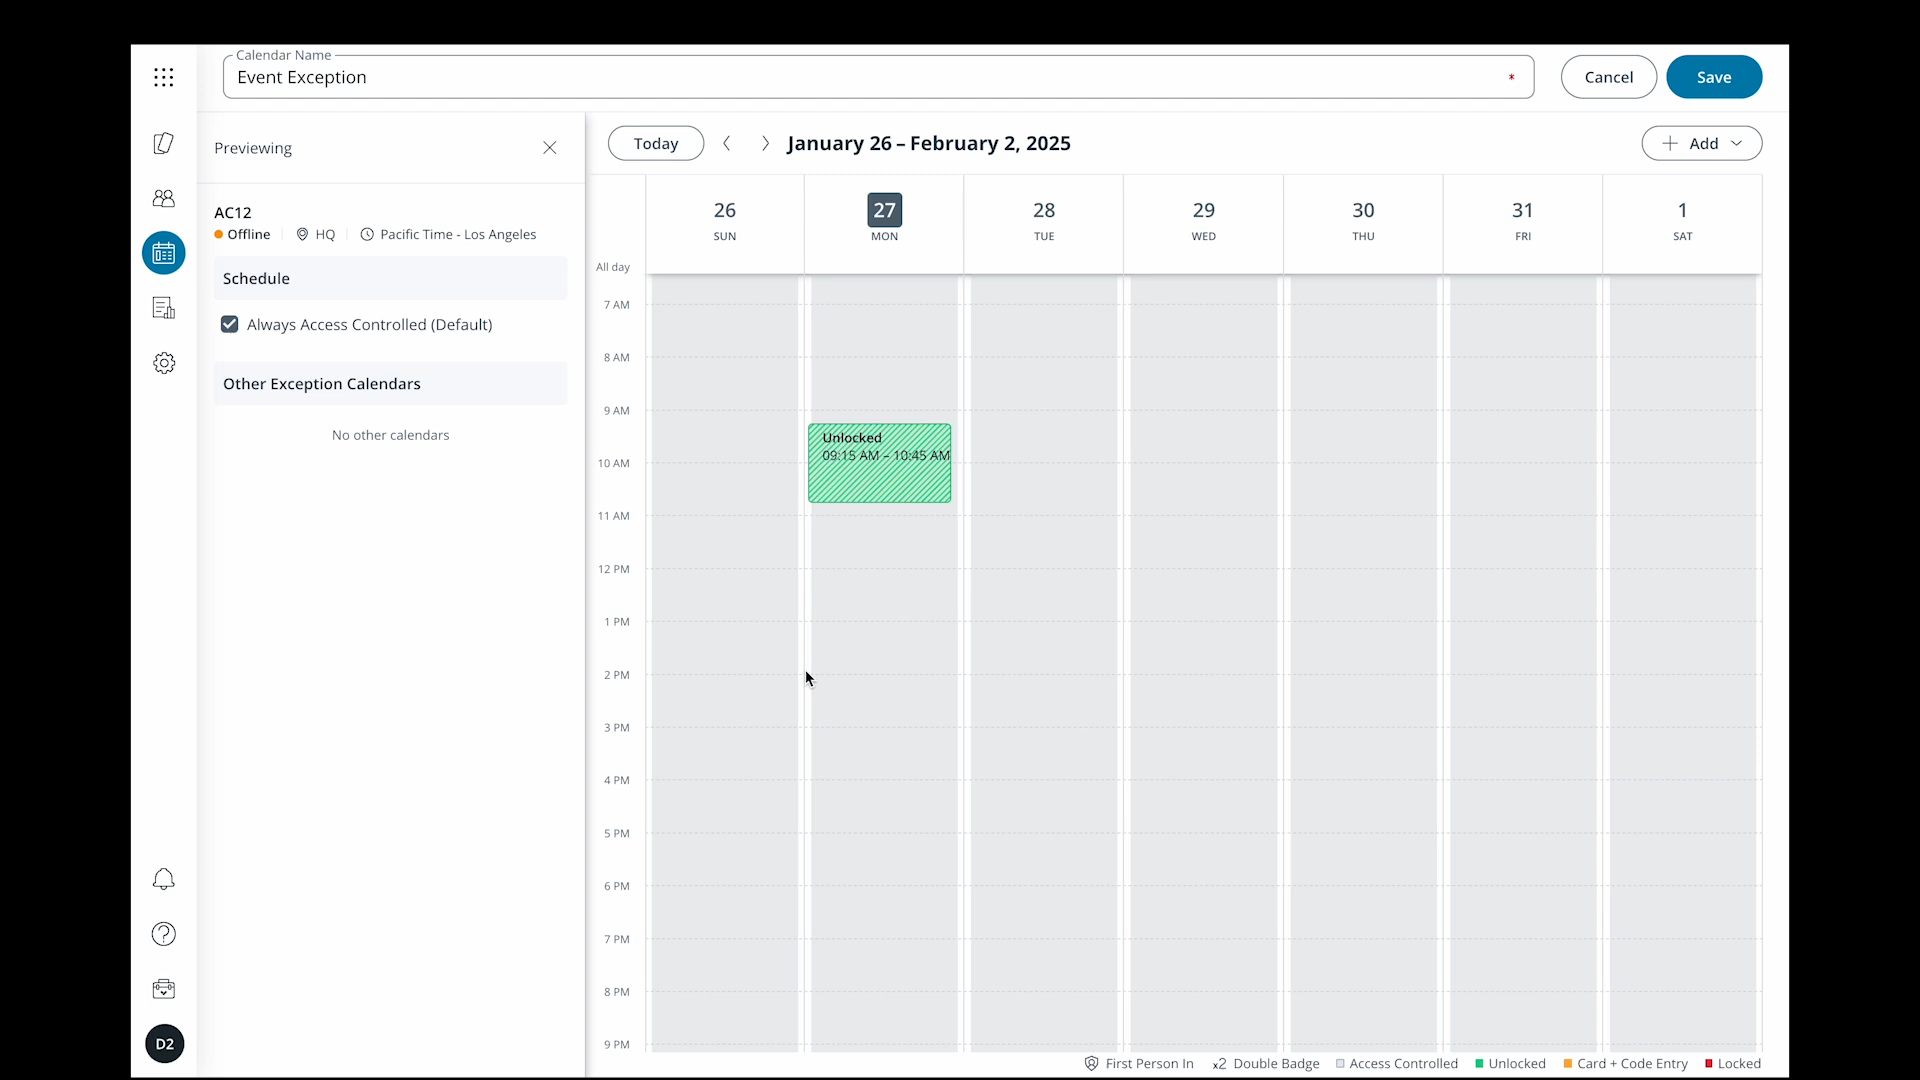 Calendar Name
Event Exception *
Cancel
Save
Previewing
Today
January 26 – February 2, 2025
Add
AC12
Offline
HQ
Pacific Time - Los Angeles
Schedule
Always Access Controlled (Default)
Other Exception Calendars
No other calendars
26 27 28 29 30 31 1
SUN MON TUE WED THU FRI SAT
All day
7 AM
8 AM
9 AM
Unlocked
09:15 AM – 10:45 AM
10 AM
11 AM
12 PM
1 PM
2 PM
3 PM
4 PM
5 PM
6 PM
7 PM
8 PM
9 PM
D2
First Person In x2 Double Badge Access Controlled Unlocked Card + Code Entry Locked